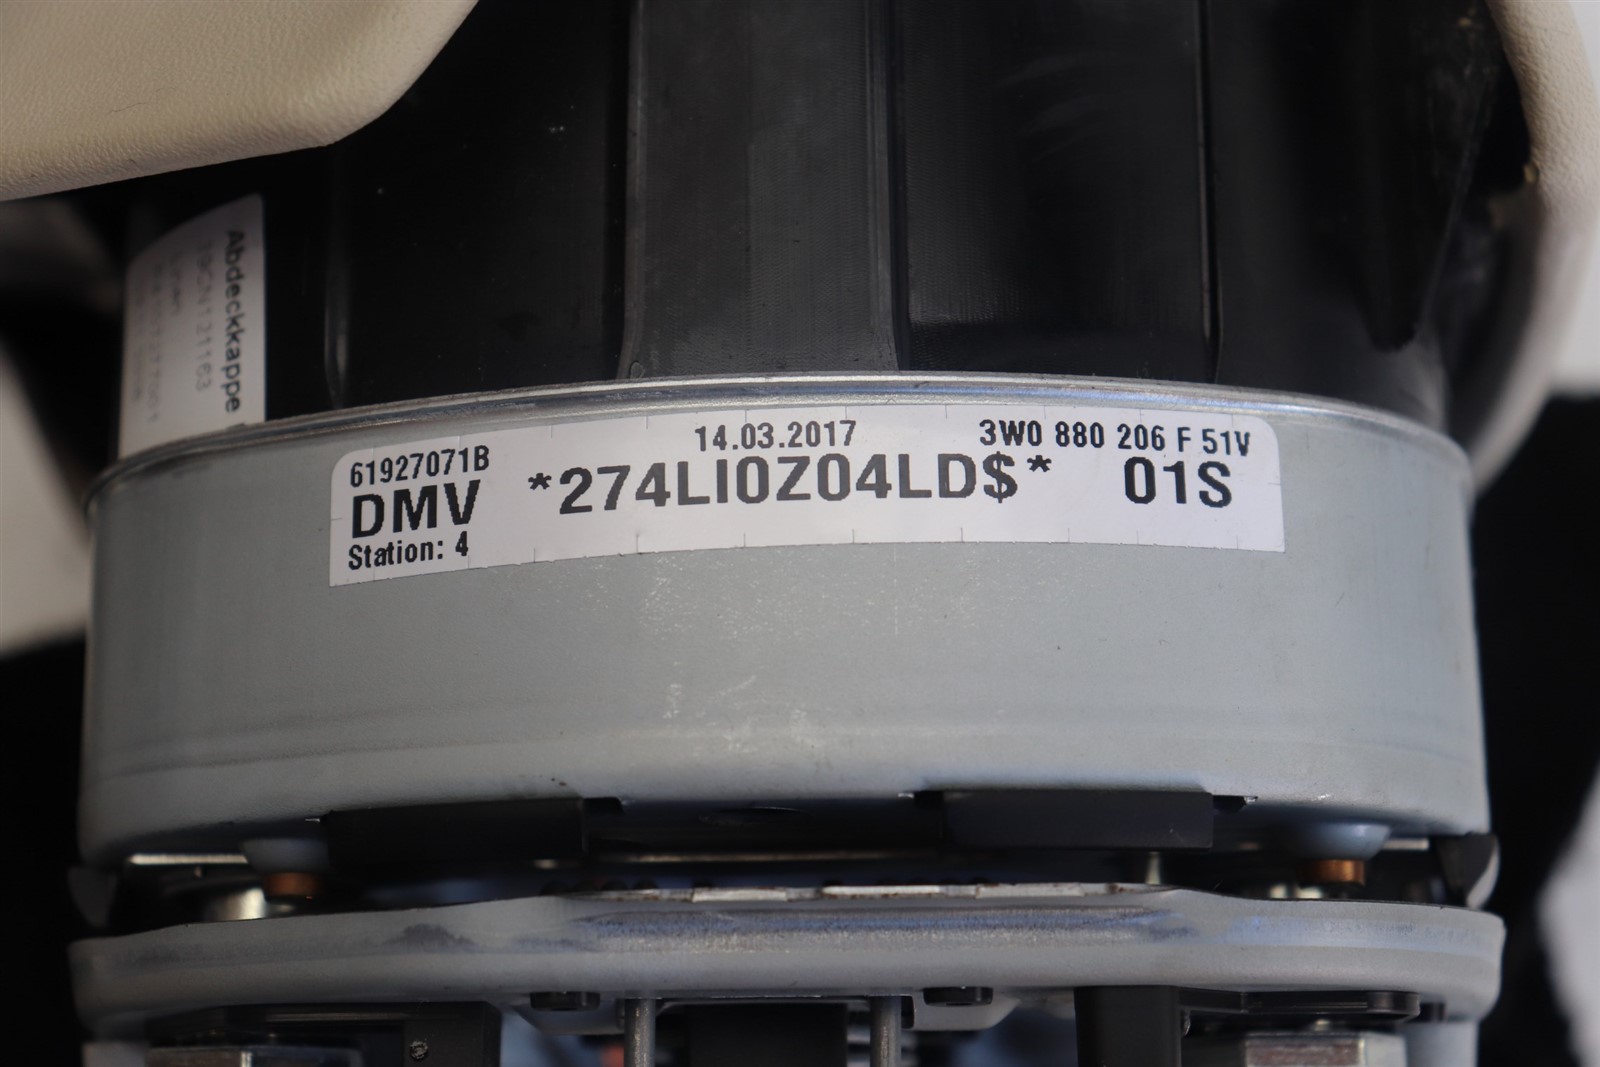 Abdeckkappe
61927071B
14.03.2017
3W0 880 206 F 51V
DMV
*274LI0Z04LD$*
01S
Station: 4